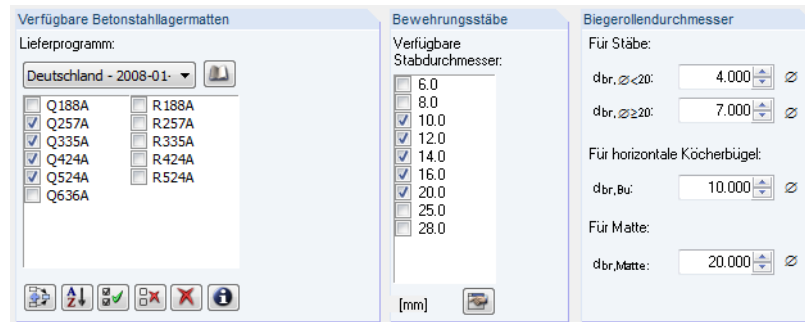 Verfügbare Betonstahllagermatten
Lieferprogramm:
Deutschland - 2008-01-
Q188A
Q257A
Q335A
Q424A
Q524A
Q636A
R188A
R257A
R335A
R424A
R524A
Bewehrungsstäbe
Verfügbare
Stabdurchmesser:
6.0
8.0
10.0
12.0
14.0
16.0
20.0
25.0
28.0
[mm]
Biegerollendurchmesser
Für Stäbe:
dbr,∅<20: 4.000 ∅
dbr,∅≥20: 7.000 ∅
Für horizontale Köcherbügel:
dbr,Bu: 10.000 ∅
Für Matte:
dbr,Matte: 20.000 ∅